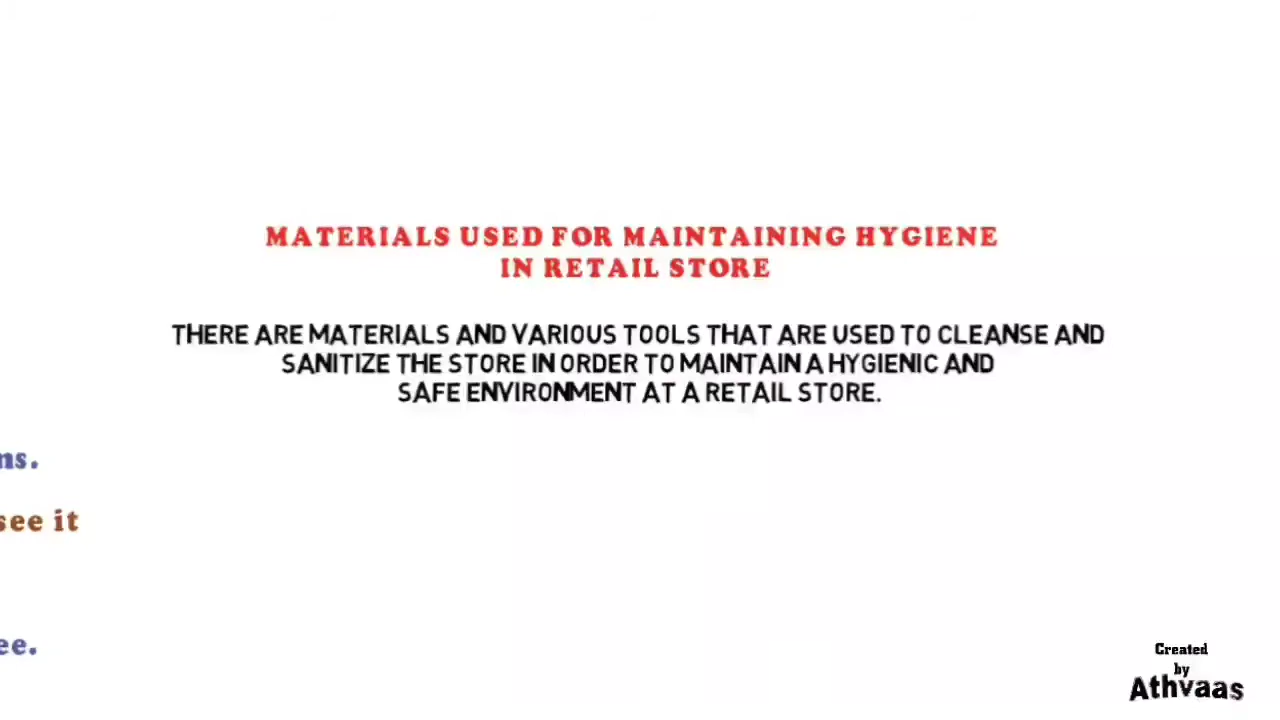 MATERIALS USED FOR MAINTAINING HYGIENE
IN RETAIL STORE
THERE ARE MATERIALS AND VARIOUS TOOLS THAT ARE USED TO CLEANSE AND
SANITIZE THE STORE IN ORDER TO MAINTAIN A HYGIENIC AND
SAFE ENVIRONMENT AT A RETAIL STORE.
see it
Created
by
Athvaas